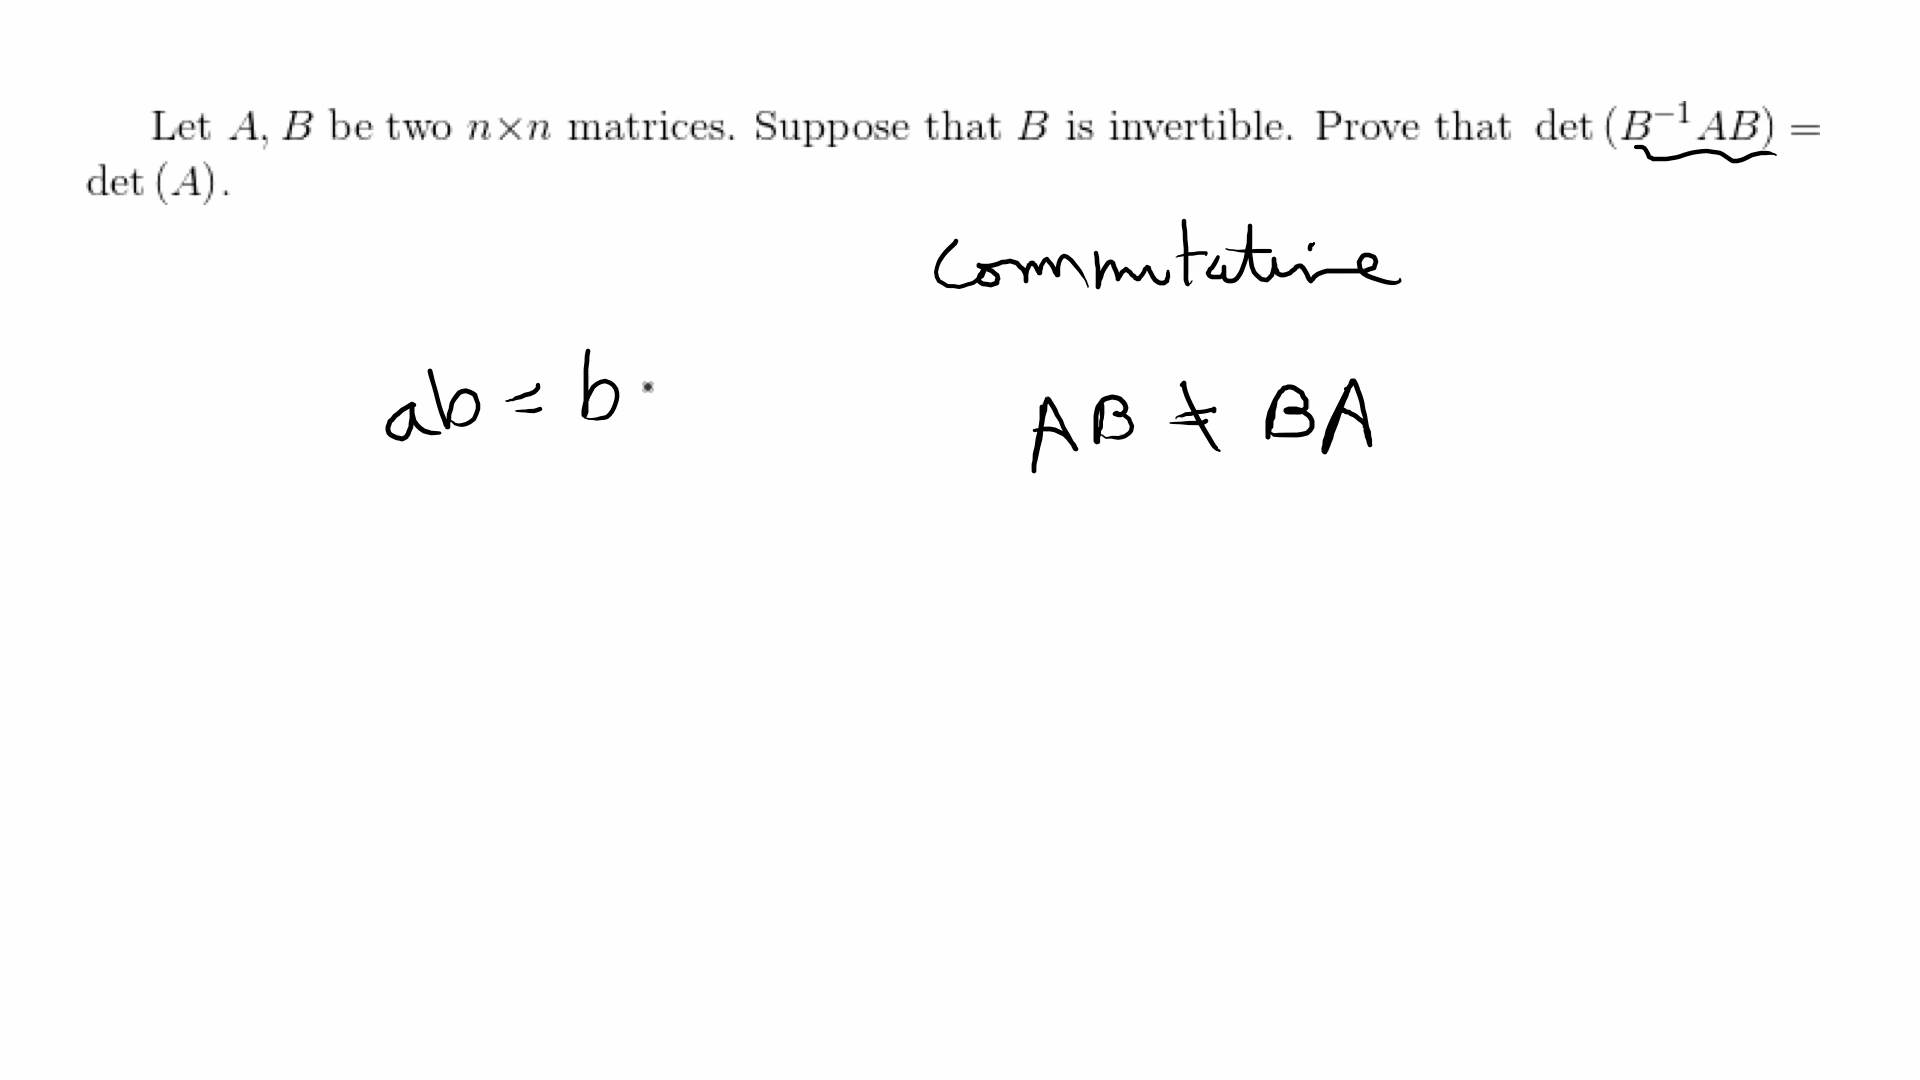 Let A, B be two n×n matrices. Suppose that B is invertible. Prove that det (B⁻¹AB) =
det (A).
commutative
ab = b
AB ≠ BA